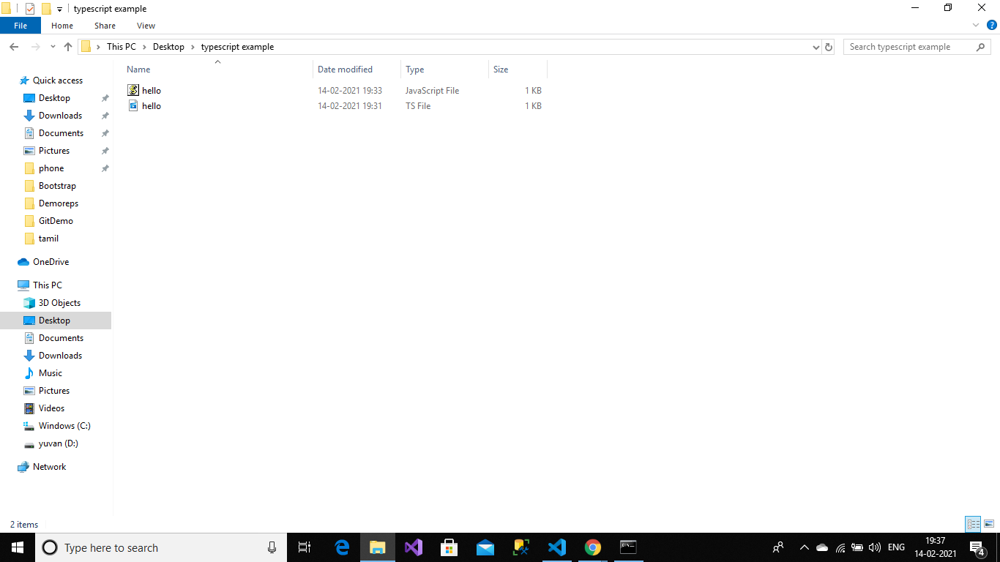 typescript example
File Home Share View
This PC Desktop typescript example
Search typescript example
Name Date modified Type Size
hello 14-02-2021 19:33 JavaScript File 1 KB
hello 14-02-2021 19:31 TS File 1 KB
Quick access
Desktop
Downloads
Documents
Pictures
phone
Bootstrap
Demoreps
GitDemo
tamil
OneDrive
This PC
3D Objects
Desktop
Documents
Downloads
Music
Pictures
Videos
Windows (C:)
yuvan (D:)
Network
2 items
Type here to search
ENG
19:37
14-02-2021
4